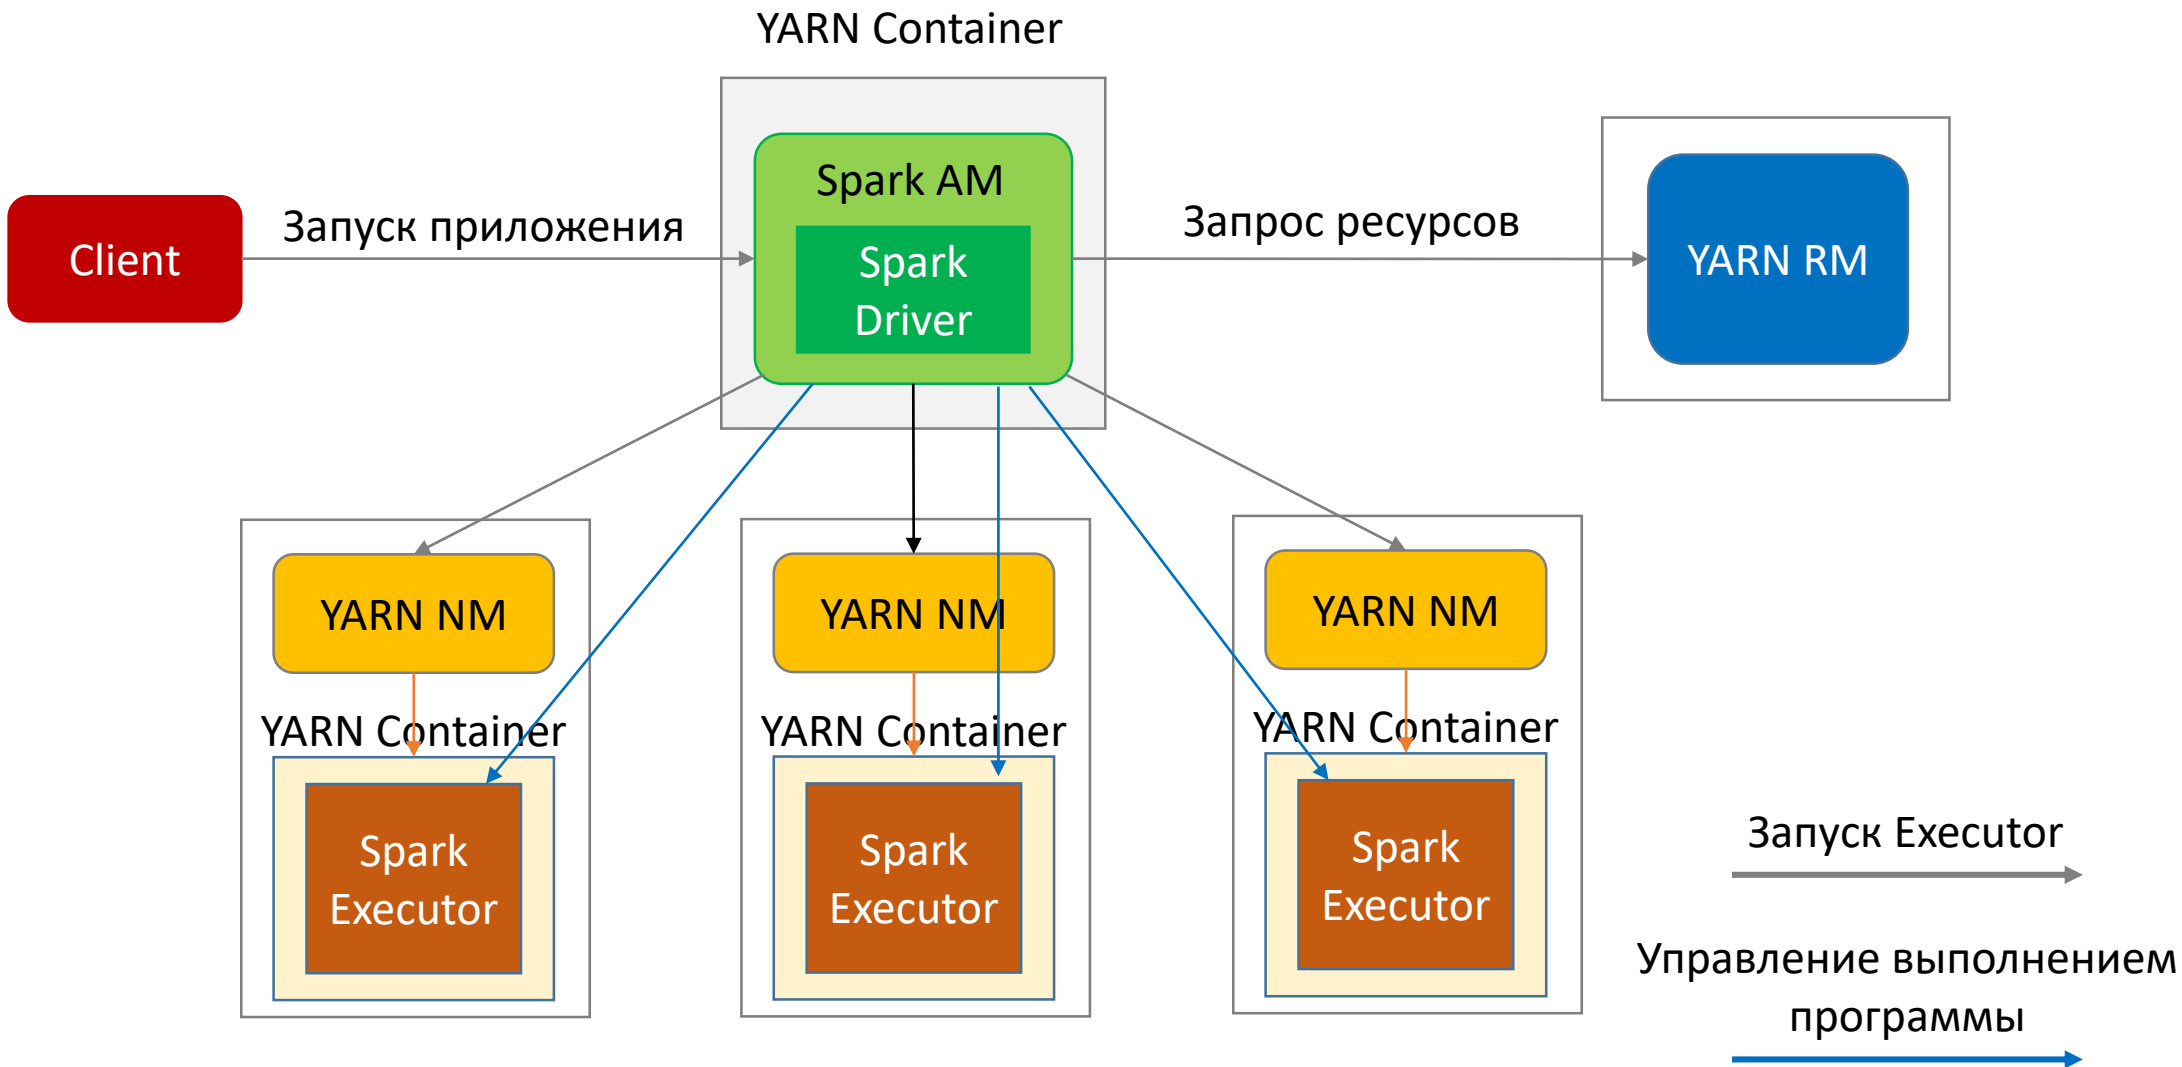 YARN Container
Spark AM
Spark
Driver
Client
Запуск приложения
Запрос ресурсов
YARN RM
YARN NM
YARN NM
YARN NM
YARN Container
YARN Container
YARN Container
Spark
Executor
Spark
Executor
Spark
Executor
Запуск Executor
Управление выполнением
программы